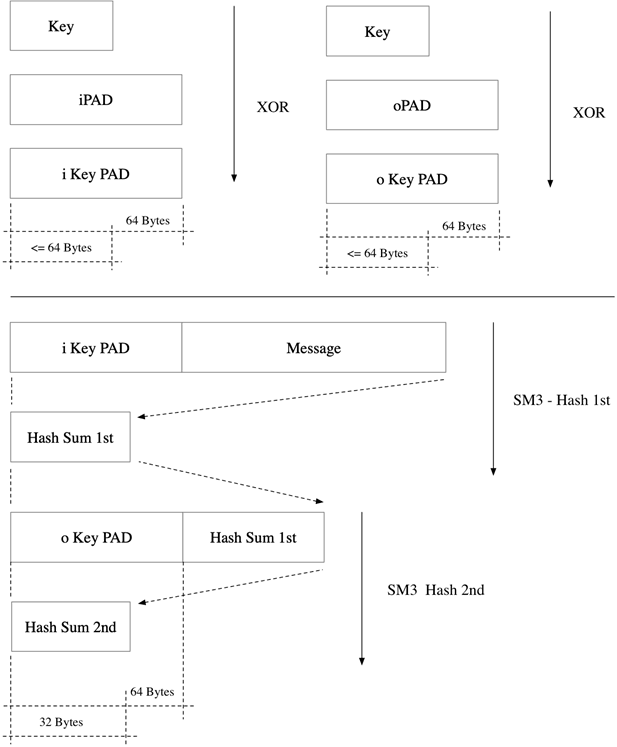 Key
iPAD
i Key PAD
XOR
64 Bytes
<= 64 Bytes
Key
oPAD
o Key PAD
XOR
64 Bytes
<= 64 Bytes
i Key PAD
Message
SM3 - Hash 1st
Hash Sum 1st
o Key PAD
Hash Sum 1st
SM3 Hash 2nd
Hash Sum 2nd
64 Bytes
32 Bytes